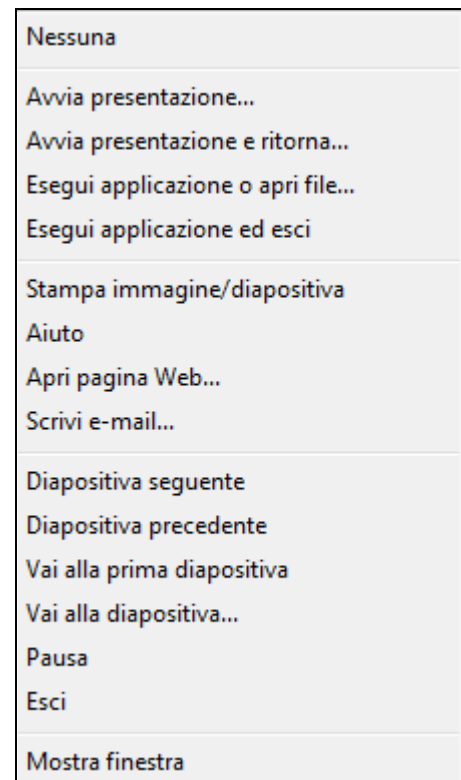 Nessuna
Avvia presentazione...
Avvia presentazione e ritorna...
Esegui applicazione o apri file...
Esegui applicazione ed esci
Stampa immagine/diapositiva
Aiuto
Apri pagina Web...
Scrivi e-mail...
Diapositiva seguente
Diapositiva precedente
Vai alla prima diapositiva
Vai alla diapositiva...
Pausa
Esci
Mostra finestra